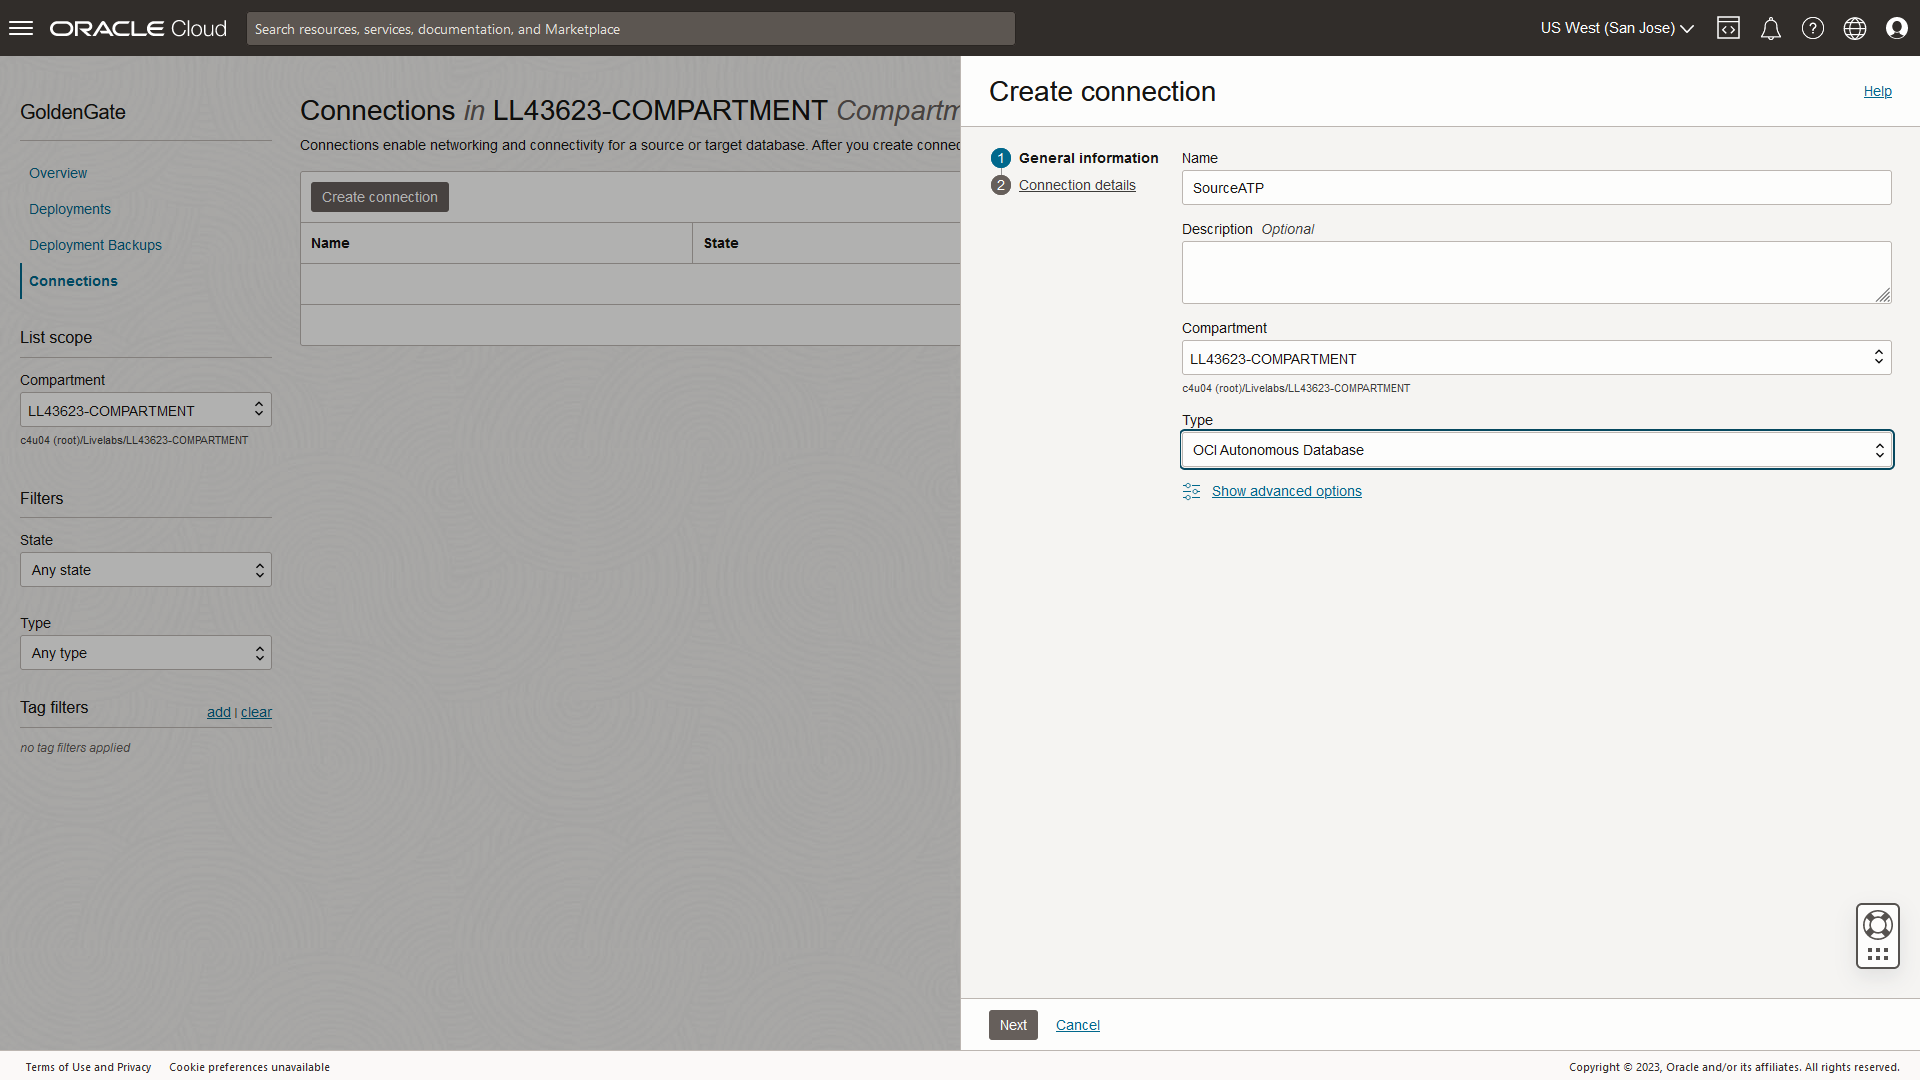 ORACLE Cloud
Search resources, services, documentation, and Marketplace
US West (San Jose)
GoldenGate
Overview
Deployments
Deployment Backups
Connections
List scope
Compartment
LL43623-COMPARTMENT
c4u04 (root)/Livelabs/LL43623-COMPARTMENT
Filters
State
Any state
Type
Any type
Tag filters
add | clear
no tag filters applied
Connections in LL43623-COMPARTMENT Compartm
Connections enable networking and connectivity for a source or target database. After you create connec
Create connection
Name
State
Create connection
Help
1 General information
2 Connection details
Name
SourceATP
Description Optional
Compartment
LL43623-COMPARTMENT
c4u04 (root)/Livelabs/LL43623-COMPARTMENT
Type
OCI Autonomous Database
Show advanced options
Next
Cancel
Terms of Use and Privacy
Cookie preferences unavailable
Copyright © 2023, Oracle and/or its affiliates. All rights reserved.